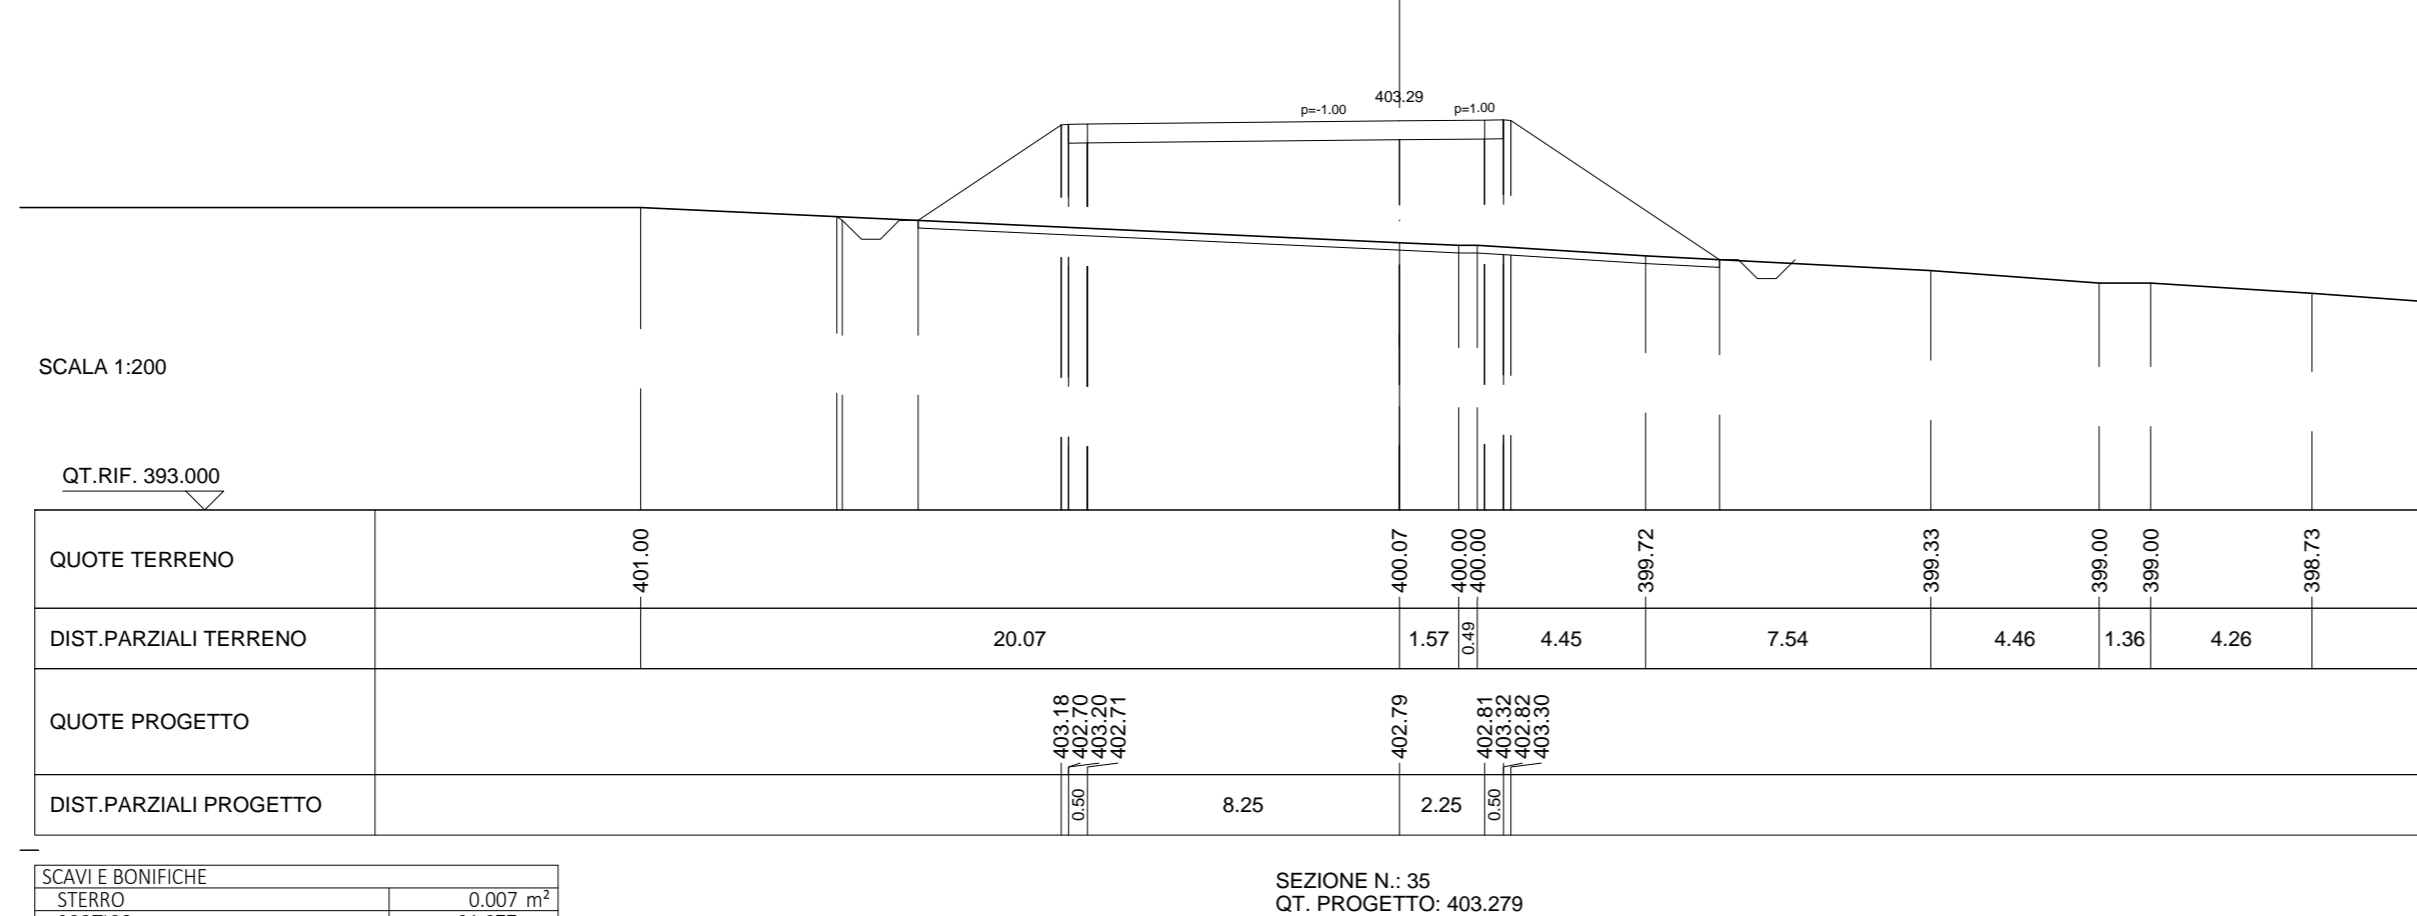 403.29
p=-1.00
p=1.00
SCALA 1:200
QT.RIF. 393.000
QUOTE TERRENO 401.00 400.07 400.00 400.00 399.72 399.33 399.00 399.00 398.73
DIST.PARZIALI TERRENO 20.07 1.57 0.49 4.45 7.54 4.46 1.36 4.26
QUOTE PROGETTO 403.18 402.70 403.20 402.71 402.79 402.81 403.32 402.82 403.30
DIST.PARZIALI PROGETTO 0.50 8.25 2.25 0.50
SCAVI E BONIFICHE
STERRO 0.007 m²
SEZIONE N.: 35
QT. PROGETTO: 403.279